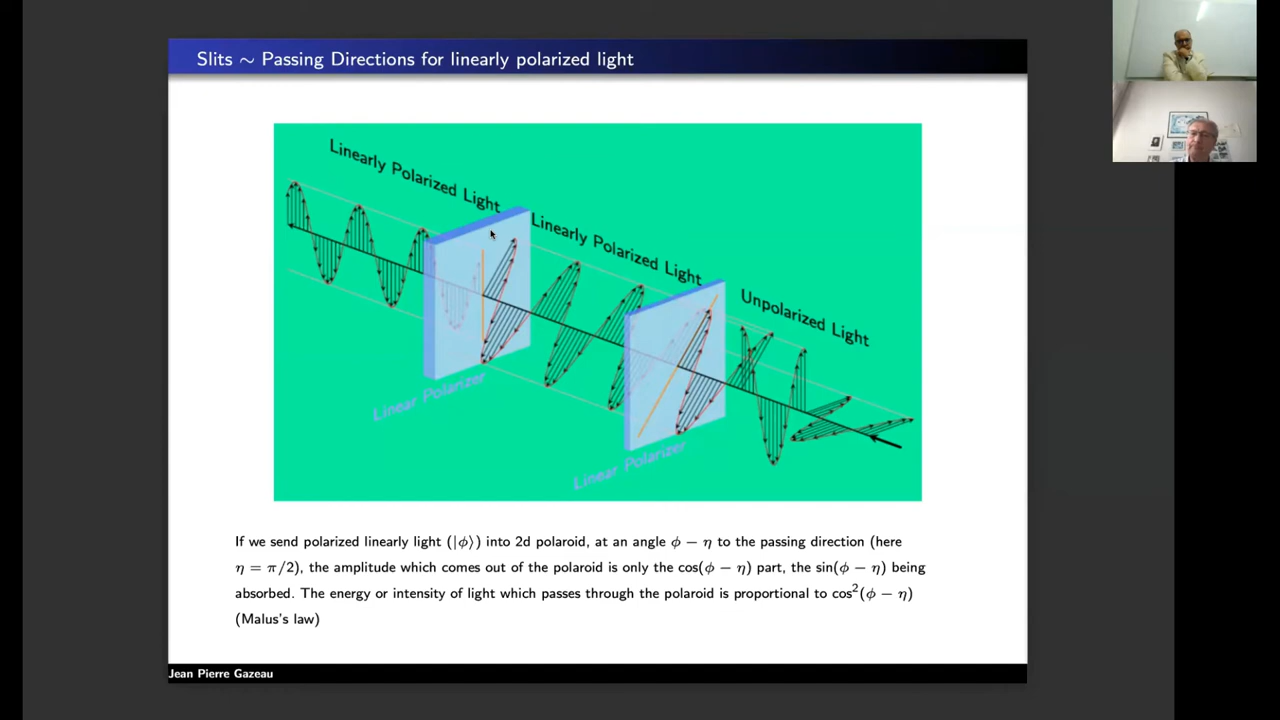 Slits ∼ Passing Directions for linearly polarized light
Linearly Polarized Light
Linearly Polarized Light
Unpolarized Light
Linear Polarizer
Linear Polarizer
If we send polarized linearly light (|ϕ⟩) into 2d polaroid, at an angle ϕ − η to the passing direction (here
η = π/2), the amplitude which comes out of the polaroid is only the cos(ϕ − η) part, the sin(ϕ − η) being
absorbed. The energy or intensity of light which passes through the polaroid is proportional to cos²(ϕ − η)
(Malus's law)
Jean Pierre Gazeau